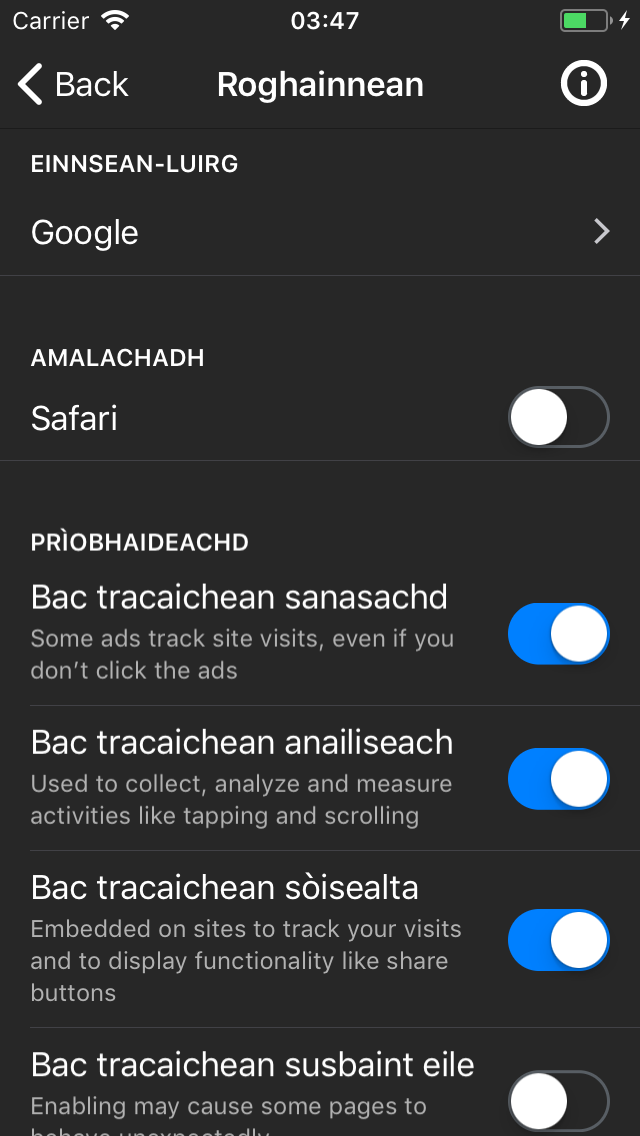 Carrier 03:47
Back Roghainnean
EINNSEAN-LUIRG
Google
AMALACHADH
Safari
PRÌOBHAIDEACHD
Bac tracaichean sanasachd
Some ads track site visits, even if you
don’t click the ads
Bac tracaichean anailiseach
Used to collect, analyze and measure
activities like tapping and scrolling
Bac tracaichean sòisealta
Embedded on sites to track your visits
and to display functionality like share
buttons
Bac tracaichean susbaint eile
Enabling may cause some pages to
behave unexpectedly